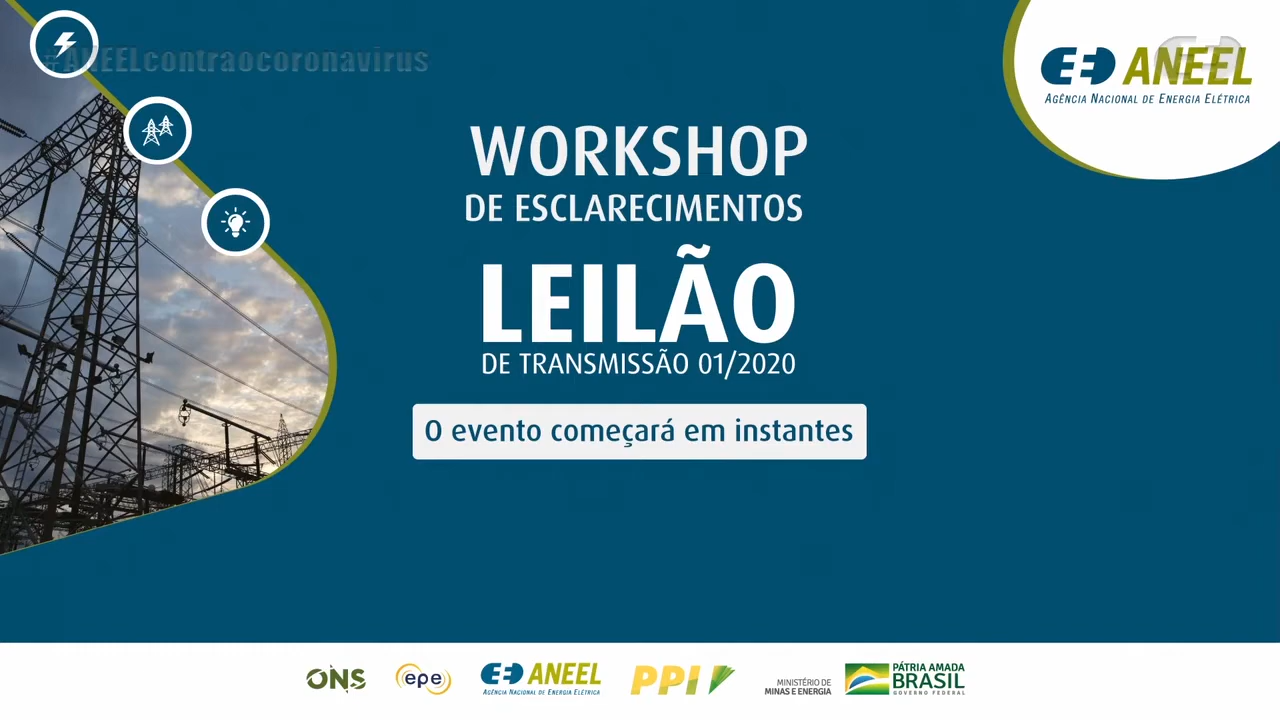 #ANEELcontraocoronavirus
ANEEL
AGÊNCIA NACIONAL DE ENERGIA ELÉTRICA
WORKSHOP
DE ESCLARECIMENTOS
LEILÃO
DE TRANSMISSÃO 01/2020
O evento começará em instantes
ONS
epe
ANEEL
AGÊNCIA NACIONAL DE ENERGIA ELÉTRICA
PPI
MINISTÉRIO DE
MINAS E ENERGIA
PÁTRIA AMADA
BRASIL
GOVERNO FEDERAL